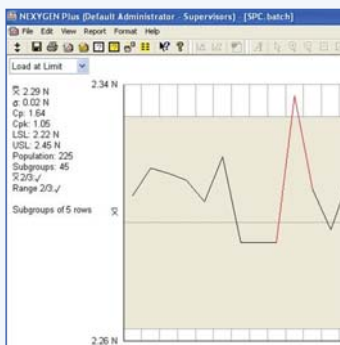 NEXYGEN Plus (Default Administrator - Supervisors) - [SPC.batch]
File Edit View Report Format Help
Load at Limit
2.34 N
X̿: 2.29 N
σ: 0.02 N
Cp: 1.64
Cpk: 1.05
LSL: 2.22 N
USL: 2.45 N
Population: 225
Subgroups: 45
X̄ 2/3:✓
Range 2/3:✓
Subgroups of 5 rows
X̄
2.26 N